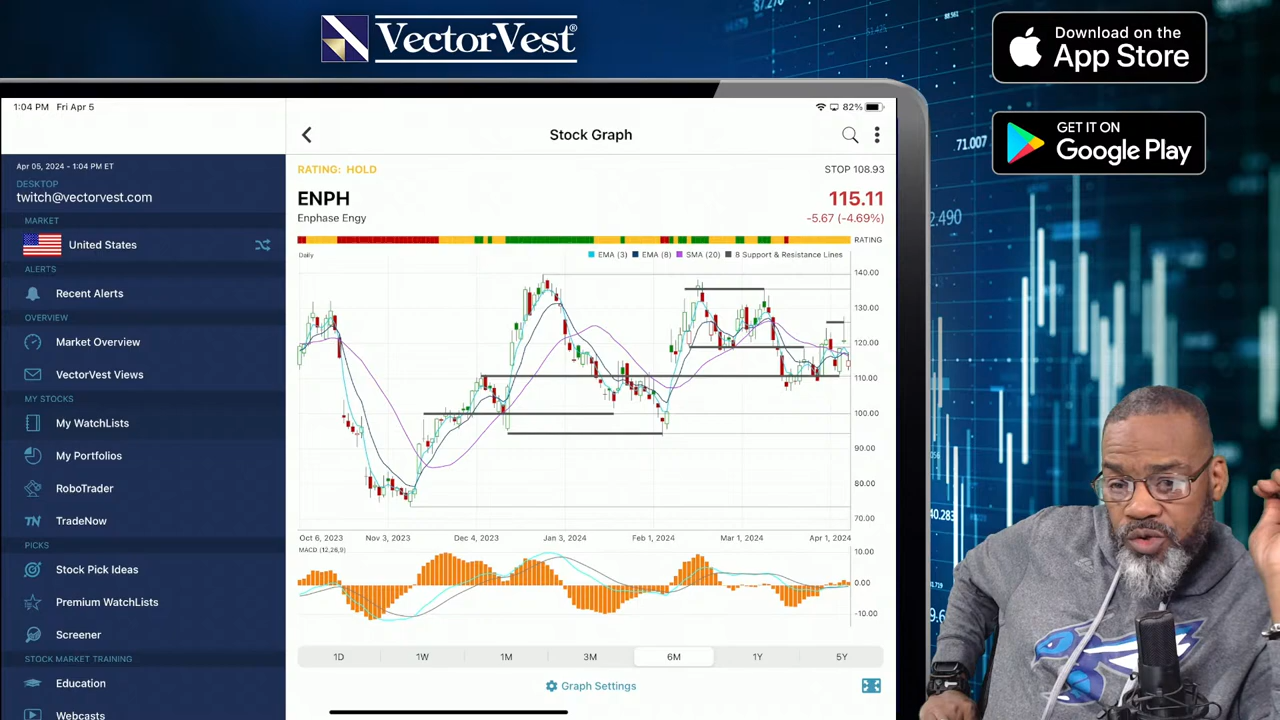 VectorVest®
Download on the
App Store
GET IT ON
Google Play
1:04 PM Fri Apr 5
82%
Apr 05, 2024 - 1:04 PM ET
DESKTOP
twitch@vectorvest.com
MARKET
United States
ALERTS
Recent Alerts
OVERVIEW
Market Overview
VectorVest Views
MY STOCKS
My WatchLists
My Portfolios
RoboTrader
TN TradeNow
PICKS
Stock Pick Ideas
Premium WatchLists
Screener
STOCK MARKET TRAINING
Education
Webcasts
Stock Graph
RATING: HOLD
STOP 108.93
ENPH
115.11
Enphase Engy
-5.67 (-4.69%)
RATING
Daily
EMA (3) EMA (8) SMA (20) 8 Support & Resistance Lines
140.00
130.00
120.00
110.00
100.00
90.00
80.00
70.00
Oct 6, 2023 Nov 3, 2023 Dec 4, 2023 Jan 3, 2024 Feb 1, 2024 Mar 1, 2024 Apr 1, 2024
MACD (12,26,9)
10.00
0.00
-10.00
1D 1W 1M 3M 6M 1Y 5Y
Graph Settings
71.007
2.490
40.283